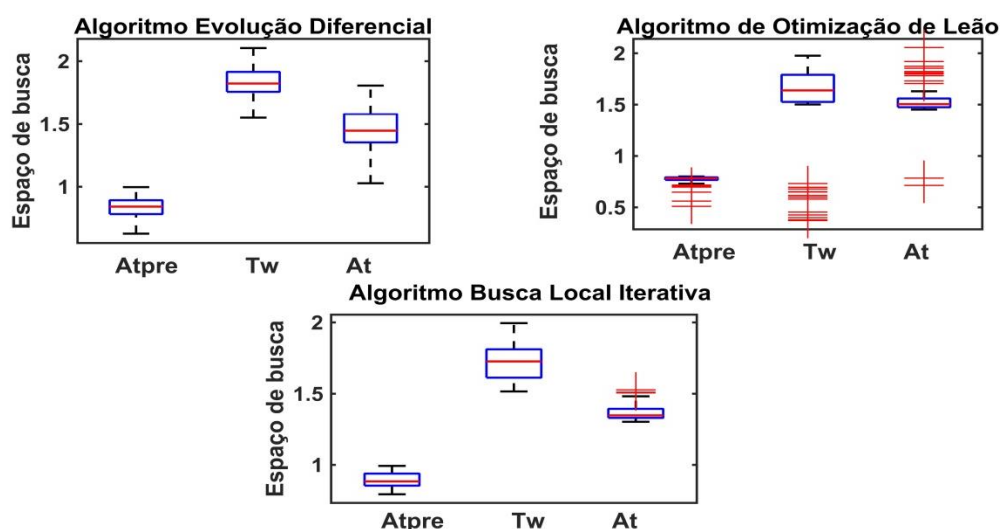 Algoritmo Evolução Diferencial
Espaço de busca
2
1.5
1
Atpre Tw At
Algoritmo de Otimização de Leão
Espaço de busca
2
1.5
1
0.5
Atpre Tw At
Algoritmo Busca Local Iterativa
Espaço de busca
2
1.5
1
Atpre Tw At